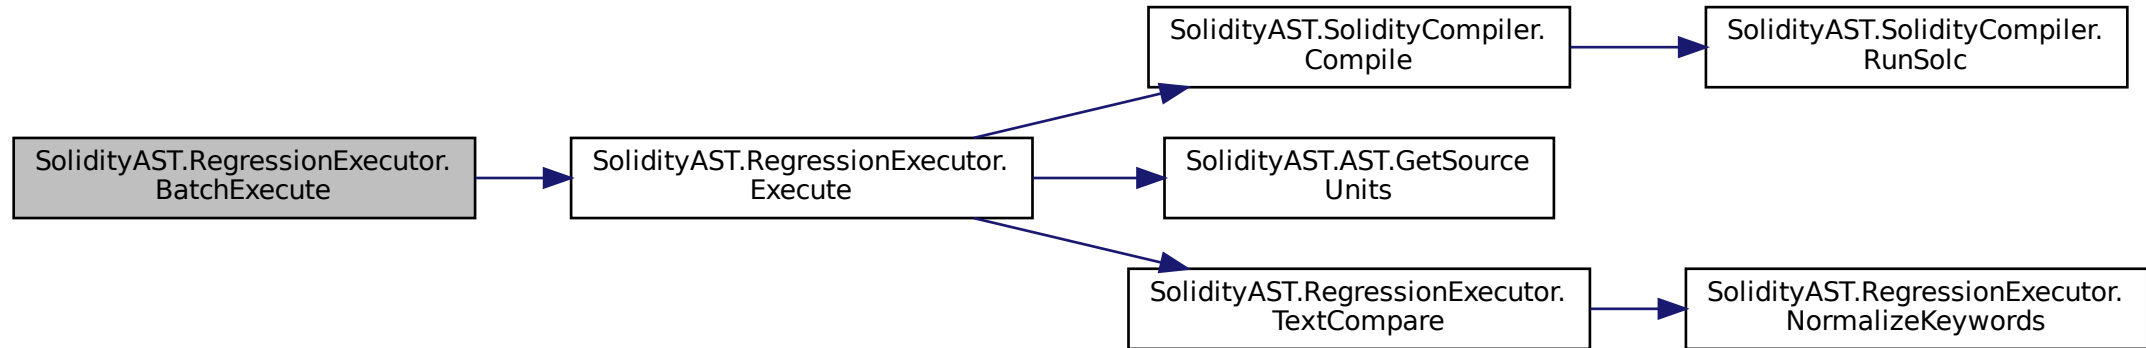 SolidityAST.RegressionExecutor.
BatchExecute
SolidityAST.RegressionExecutor.
Execute
SolidityAST.SolidityCompiler.
Compile
SolidityAST.SolidityCompiler.
RunSolc
SolidityAST.AST.GetSource
Units
SolidityAST.RegressionExecutor.
TextCompare
SolidityAST.RegressionExecutor.
NormalizeKeywords